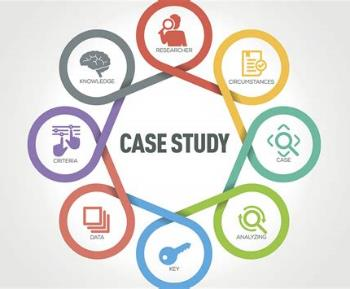 RESEARCHER
KNOWLEDGE
CIRCUMSTANCES
CRITERIA
CASE STUDY
CASE
DATA
ANALYZING
KEY